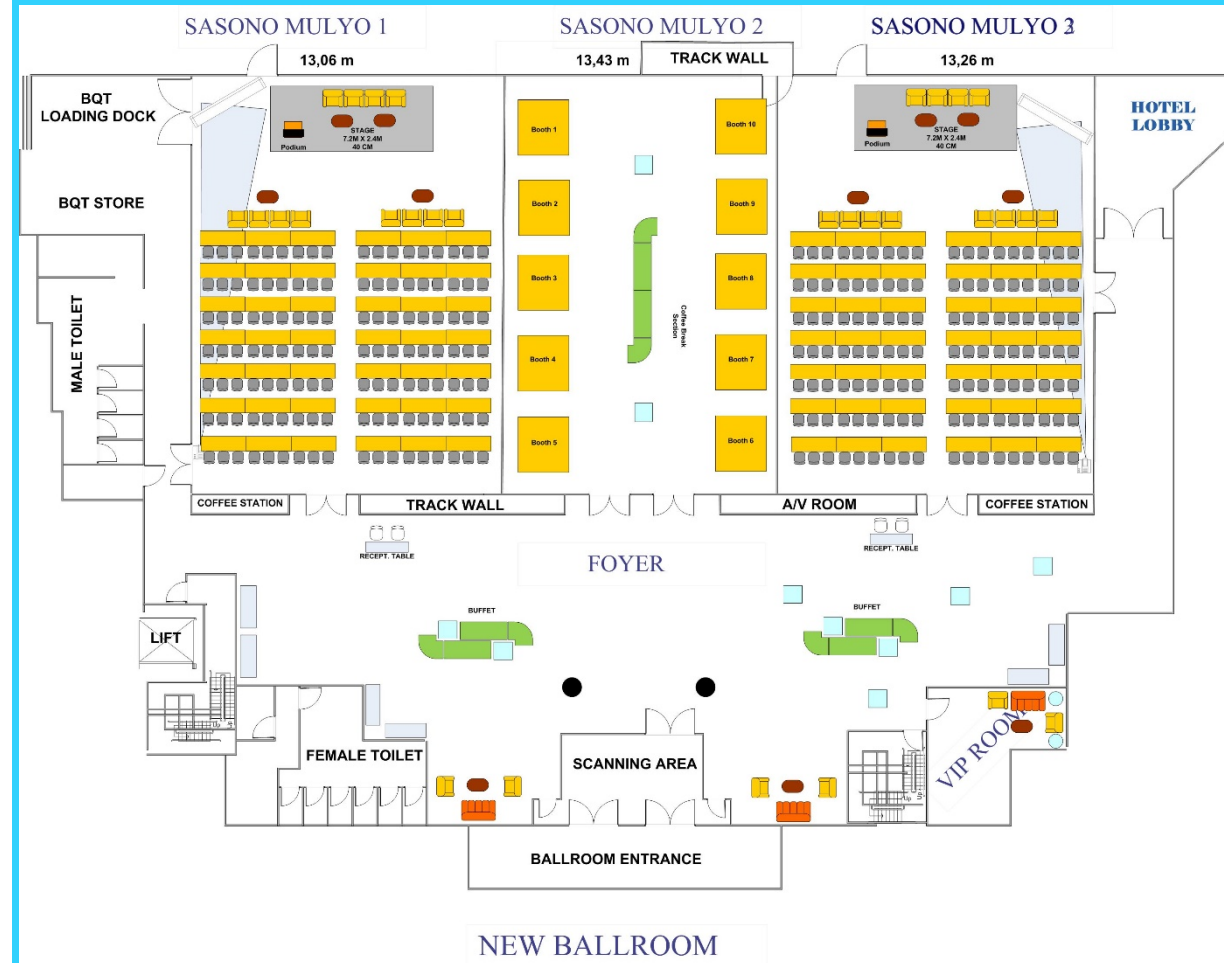 SASONO MULYO 1
SASONO MULYO 2
SASONO MULYO 3
13,06 m
13,43 m
TRACK WALL
13,26 m
BQT
LOADING DOCK
HOTEL
LOBBY
STAGE
7.2M X 2.4M
40 CM
Podium
STAGE
7.2M X 2.4M
40 CM
Podium
Booth 1
Booth 10
BQT STORE
Booth 2
Booth 9
Booth 3
Booth 8
Coffee Break
Section
MALE TOILET
Booth 4
Booth 7
Booth 5
Booth 6
COFFEE STATION
TRACK WALL
A/V ROOM
COFFEE STATION
RECEPT. TABLE
RECEPT. TABLE
FOYER
BUFFET
BUFFET
LIFT
Up
Up
FEMALE TOILET
SCANNING AREA
VIP ROOM
Up
Up
BALLROOM ENTRANCE
NEW BALLROOM